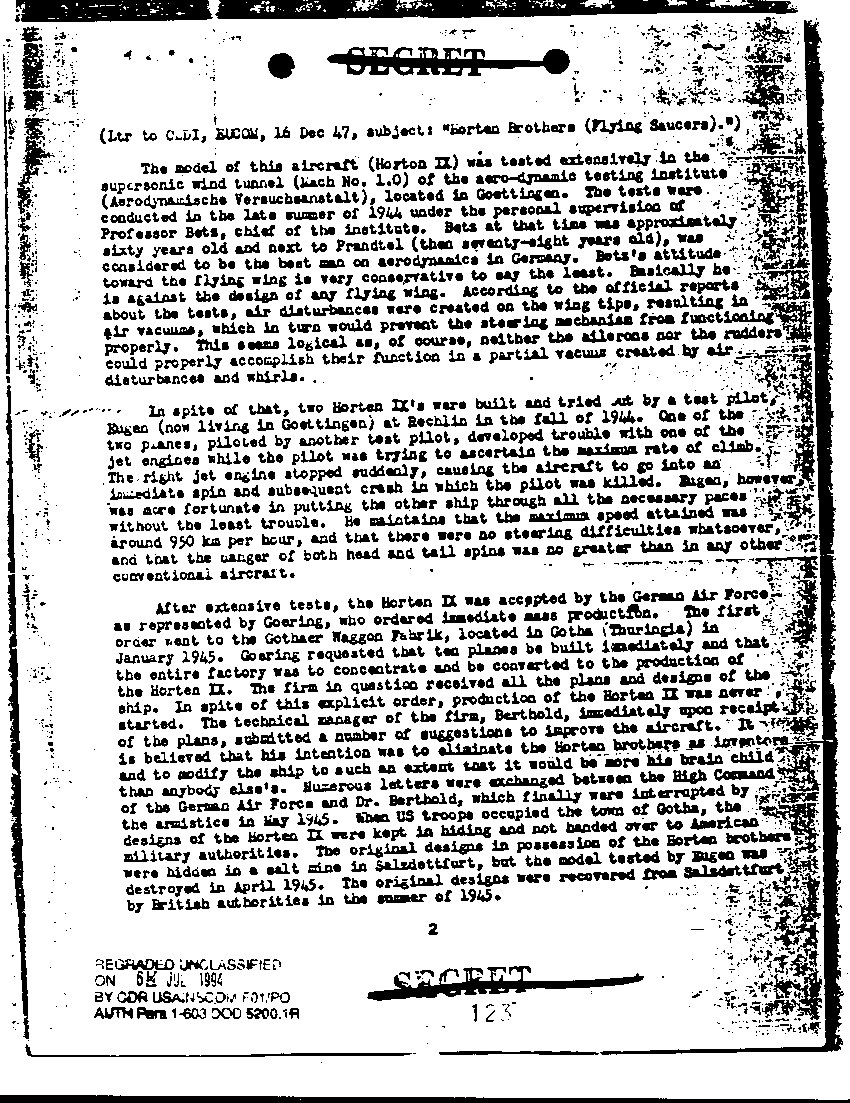 SECRET
(Ltr to EUCOM, 16 Dec 47, subject: "Horten Brothers (Flying Saucers).")
The model of this aircraft (Horton IX) was tested extensively in the
supersonic wind tunnel (Mach No. 1.0) of the aero-dynamic testing institute
(Aerodynamische Versuchsanstalt), located in Goettingen. The tests were
conducted in the late summer of 1944 under the personal supervision of
Professor Betz, chief of the institute. Betz at that time was approximately
sixty years old and next to Prandtel (then seventy-eight years old), was
considered to be the best man on aerodynamics in Germany. Betz's attitude
toward the flying wing is very conservative to say the least. Basically he
is against the design of any flying wing. According to the official reports
about the tests, air disturbances were created on the wing tips, resulting in
air vacuums, which in turn would prevent the steering mechanism from functioning
properly. This seems logical as, of course, neither the ailerons nor the rudders
could properly accomplish their function in a partial vacuum created by air
disturbances and whirls.
In spite of that, two Horten IX's were built and tried out by a test pilot,
Eugen (now living in Goettingen) at Rechlin in the fall of 1944. One of the
two planes, piloted by another test pilot, developed trouble with one of the
jet engines while the pilot was trying to ascertain the maximum rate of climb.
The right jet engine stopped suddenly, causing the aircraft to go into an
immediate spin and subsequent crash in which the pilot was killed. Eugen, however
was more fortunate in putting the other ship through all the necessary paces
without the least trouble. He maintains that the maximum speed attained was
around 950 km per hour, and that there were no steering difficulties whatsoever,
and that the danger of both head and tail spins was no greater than in any other
conventional aircraft.
After extensive tests, the Horten IX was accepted by the German Air Force
as represented by Goering, who ordered immediate mass production. The first
order went to the Gothaer Waggon Fabrik, located in Gotha (Thuringia) in
January 1945. Goering requested that ten planes be built immediately and that
the entire factory was to concentrate and be converted to the production of
the Horten IX. The firm in question received all the plans and designs of the
ship. In spite of this explicit order, production of the Horten IX was never
started. The technical manager of the firm, Berthold, immediately upon receipt
of the plans, submitted a number of suggestions to improve the aircraft. It
is believed that his intention was to eliminate the Horten brothers as inventors
and to modify the ship to such an extent that it would be more his brain child
than anybody else's. Numerous letters were exchanged between the High Command
of the German Air Force and Dr. Berthold, which finally were interrupted by
the armistice in May 1945. When US troops occupied the town of Gotha, the
designs of the Horten IX were kept in hiding and not handed over to American
military authorities. The original designs in possession of the Horten brothers
were hidden in a salt mine in Salzdettfurt, but the model tested by Eugen was
destroyed in April 1945. The original designs were recovered from Salzdettfurt
by British authorities in the summer of 1945.
2
REGRADED UNCLASSIFIED
ON JUL 1994
BY CDR USAINSCOM F01/PO
AUTH Para 1-603 DOD 5200.1R
SECRET
123